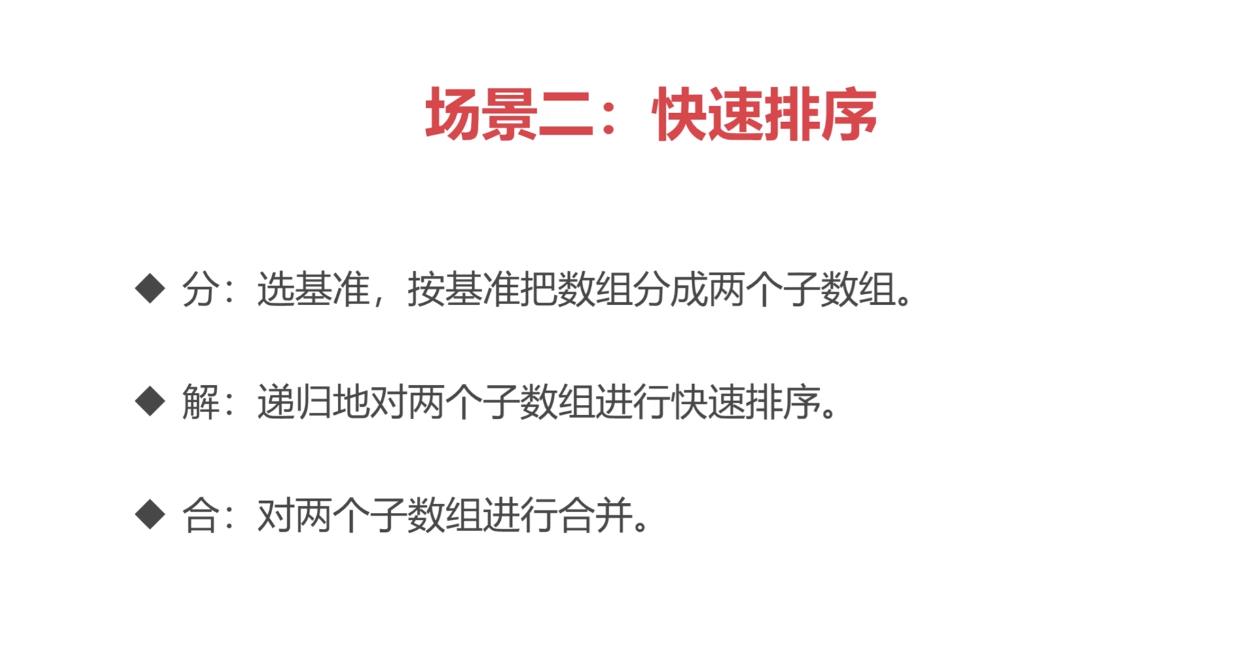 场景二：快速排序
◆ 分：选基准，按基准把数组分成两个子数组。
◆ 解：递归地对两个子数组进行快速排序。
◆ 合：对两个子数组进行合并。